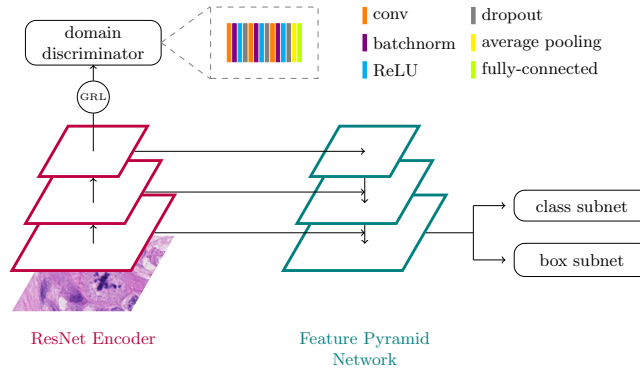 domain
discriminator
conv
batchnorm
ReLU
dropout
average pooling
fully-connected
GRL
class subnet
box subnet
ResNet Encoder
Feature Pyramid
Network